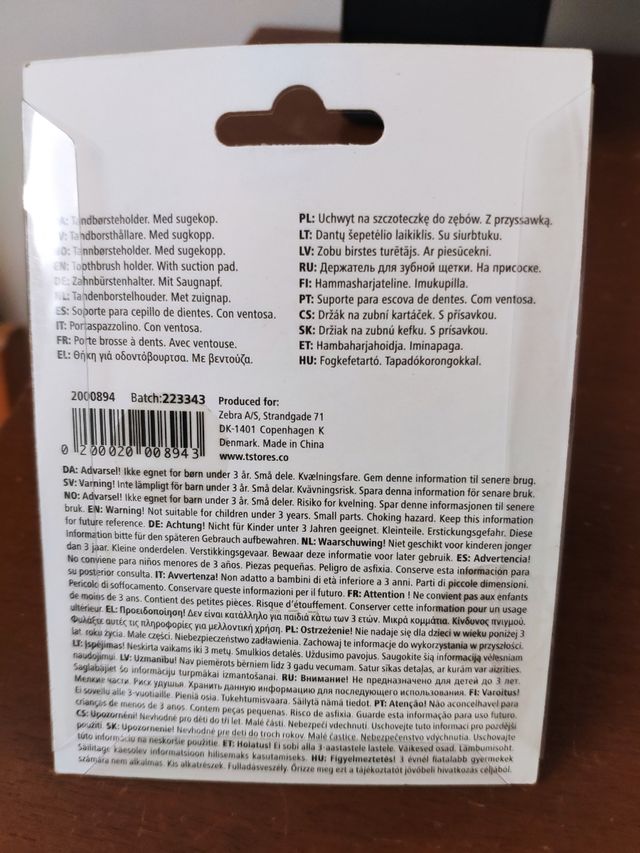 DA: Tandbørsteholder. Med sugekop.
SV: Tandborsthållare. Med sugkopp.
NO: Tannbørsteholder. Med sugekopp.
EN: Toothbrush holder. With suction pad.
DE: Zahnbürstenhalter. Mit Saugnapf.
NL: Tandenborstelhouder. Met zuignap.
ES: Soporte para cepillo de dientes. Con ventosa.
IT: Portaspazzolino. Con ventosa.
FR: Porte brosse à dents. Avec ventouse.
EL: Θήκη γιά οδοντόβουρτσα. Με βεντούζα.
PL: Uchwyt na szczoteczkę do zębów. Z przyssawką.
LT: Dantų šepetėlio laikiklis. Su siurbtuku.
LV: Zobu birstes turētājs. Ar piesūcekni.
RU: Держатель для зубной щетки. На присоске.
FI: Hammasharjateline. Imukupilla.
PT: Suporte para escova de dentes. Com ventosa.
CS: Držák na zubní kartáček. S přísavkou.
SK: Držiak na zubnú kefku. S prísavkou.
ET: Hambaharjahoidja. Iminapaga.
HU: Fogkefetartó. Tapadókorongokkal.
2000894 Batch:223343
0 200020 008943
Produced for:
Zebra A/S, Strandgade 71
DK-1401 Copenhagen K
Denmark. Made in China
www.tstores.co
DA: Advarsel! Ikke egnet for børn under 3 år. Små dele. Kvælningsfare. Gem denne information til senere brug.
SV: Varning! Inte lämpligt för barn under 3 år. Små delar. Kvävningsrisk. Spara denna information för senare bruk.
NO: Advarsel! Ikke egnet for barn under 3 år. Små deler. Risiko for kvelning. Spar denne informasjonen til senere
bruk. EN: Warning! Not suitable for children under 3 years. Small parts. Choking hazard. Keep this information
for future reference. DE: Achtung! Nicht für Kinder unter 3 Jahren geeignet. Kleinteile. Erstickungsgefahr. Diese
Information bitte für den späteren Gebrauch aufbewahren. NL: Waarschuwing! Niet geschikt voor kinderen jonger
dan 3 jaar. Kleine onderdelen. Verstikkingsgevaar. Bewaar deze informatie voor later gebruik. ES: Advertencia!
No conviene para niños menores de 3 años. Piezas pequeñas. Peligro de asfixia. Conserve esta información para
su posterior consulta. IT: Avvertenza! Non adatto a bambini di età inferiore a 3 anni. Parti di piccole dimensioni.
Pericolo di soffocamento. Conservare queste informazioni per il futuro. FR: Attention ! Ne convient pas aux enfants
de moins de 3 ans. Contient des petites pièces. Risque d'étouffement. Conserver cette information pour un usage
ultérieur. EL: Προειδοποίηση! Δεν είναι κατάλληλο για παιδιά κάτω των 3 ετών. Μικρά κομμάτια. Κίνδυνος πνιγμού.
Φυλάξτε αυτές τις πληροφορίες για μελλοντική χρήση. PL: Ostrzeżenie! Nie nadaje się dla dzieci w wieku poniżej 3
lat. roku życia. Małe części. Niebezpieczeństwo zadławienia. Zachowaj te informacje do wykorzystania w przyszłości.
LT: Įspėjimas! Neskirta vaikams iki 3 metų. Smulkios detalės. Uždusimo pavojus. Saugokite šią informaciją vėlesniam
naudojimui. LV: Uzmanību! Nav piemērots bērniem līdz 3 gadu vecumam. Satur sīkas detaļas, ar kurām var aizrīties.
Saglabājiet šo informāciju turpmākai izmantošanai. RU: Внимание! Не предназначено для детей до 3 лет.
Мелкие части. Риск удушья. Хранить данную информацию для последующего использования. FI: Varoitus!
Ei sovellu alle 3-vuotiaille. Pieniä osia. Tukehtumisvaara. Säilytä nämä tiedot. PT: Atenção! Não aconselhável para
crianças de menos de 3 anos. Contem peças pequenas. Risco de asfixia. Guarde esta informação para uso futuro.
CS: Upozornění! Nevhodné pro děti do tří let. Malé části. Nebezpečí vdechnutí. Uschovejte tuto informaci pro pozdější
použití. SK: Upozornenie! Nevhodné pre deti do troch rokov. Malé častice. Nebezpečenstvo vdychnutia. Uschovajte
túto informáciu na neskoršie použitie. ET: Hoiatus! Ei sobi alla 3-aastastele lastele. Väikesed osad. Lämbumisoht.
Säilitage käesolev informatsioon hilisemaks kasutamiseks. HU: Figyelmeztetés! 3 évnél fiatalabb gyermekek
számára nem alkalmas. Kis alkatrészek. Fulladásveszély. Őrizze meg ezt a tájékoztatót jövőbeli hivatkozás céljából.